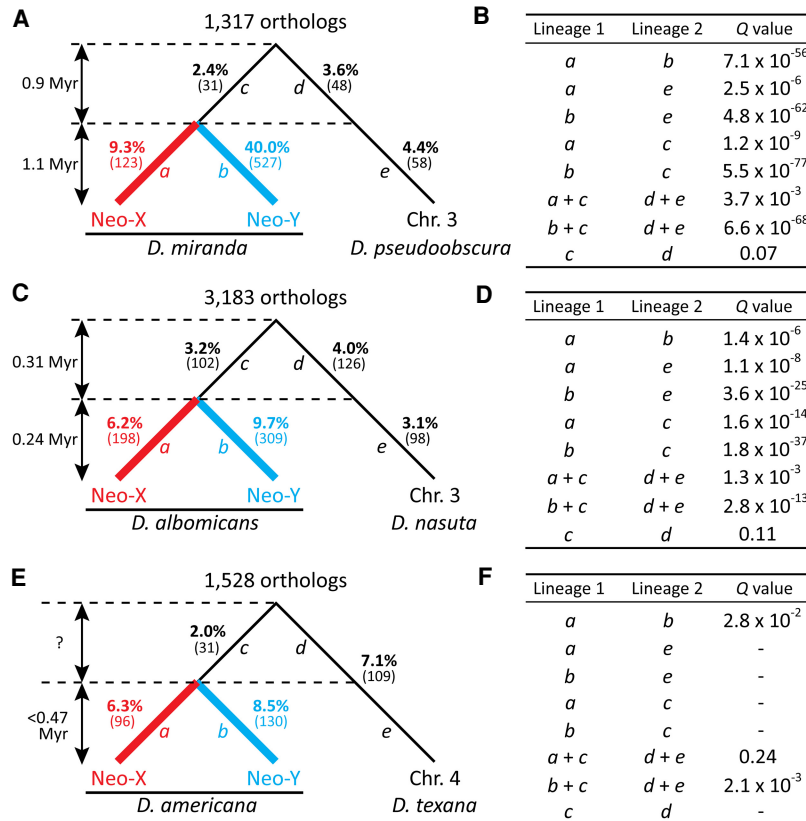 A
1,317 orthologs
0.9 Myr
2.4%
(31)
c
d
3.6%
(48)
1.1 Myr
9.3%
(123)
a
40.0%
(527)
b
4.4%
(58)
e
Neo-X
Neo-Y
Chr. 3
D. miranda
D. pseudoobscura
B
Lineage 1 Lineage 2 Q value
a b 7.1 x 10⁻⁵⁶
a e 2.5 x 10⁻⁶
b e 4.8 x 10⁻⁶²
a c 1.2 x 10⁻⁹
b c 5.5 x 10⁻⁷⁷
a + c d + e 3.7 x 10⁻³
b + c d + e 6.6 x 10⁻⁶⁸
c d 0.07
C
3,183 orthologs
0.31 Myr
3.2%
(102)
c
d
4.0%
(126)
0.24 Myr
6.2%
(198)
a
9.7%
(309)
b
3.1%
(98)
e
Neo-X
Neo-Y
Chr. 3
D. albomicans
D. nasuta
D
Lineage 1 Lineage 2 Q value
a b 1.4 x 10⁻⁶
a e 1.1 x 10⁻⁸
b e 3.6 x 10⁻²⁵
a c 1.6 x 10⁻¹⁴
b c 1.8 x 10⁻³⁷
a + c d + e 1.3 x 10⁻³
b + c d + e 2.8 x 10⁻¹³
c d 0.11
E
1,528 orthologs
?
2.0%
(31)
c
d
7.1%
(109)
<0.47
Myr
6.3%
(96)
a
8.5%
(130)
b
e
Neo-X
Neo-Y
Chr. 4
D. americana
D. texana
F
Lineage 1 Lineage 2 Q value
a b 2.8 x 10⁻²
a e -
b e -
a c -
b c -
a + c d + e 0.24
b + c d + e 2.1 x 10⁻³
c d -